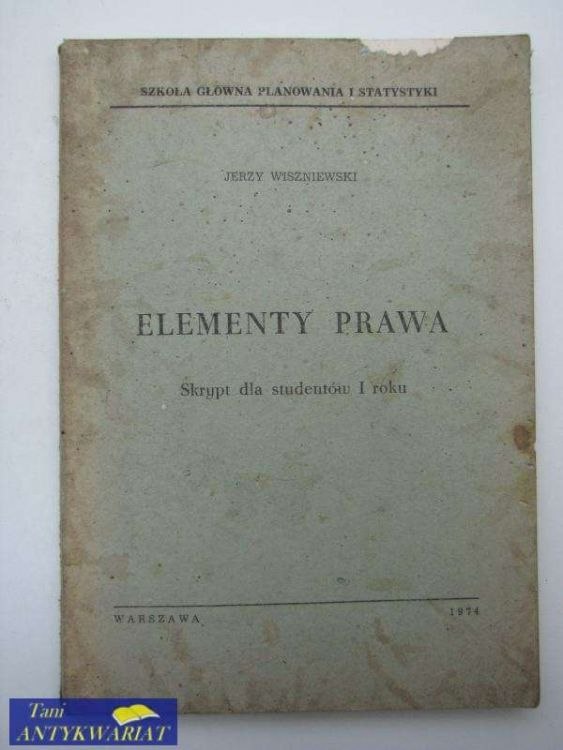 SZKOŁA GŁÓWNA PLANOWANIA I STATYSTYKI
JERZY WISZNIEWSKI
ELEMENTY PRAWA
Skrypt dla studentów I roku
WARSZAWA 1974
Tani
ANTYKWARIAT